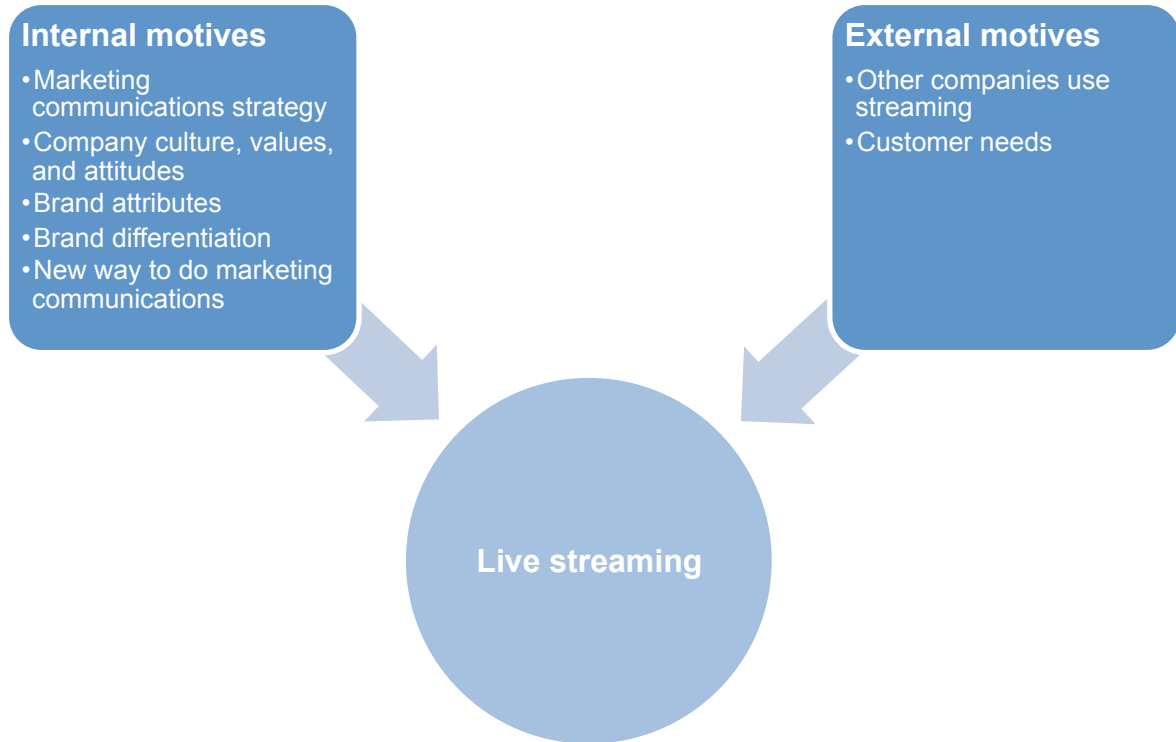 Internal motives
•Marketing
communications strategy
•Company culture, values,
and attitudes
•Brand attributes
•Brand differentiation
•New way to do marketing
communications
External motives
•Other companies use
streaming
•Customer needs
Live streaming